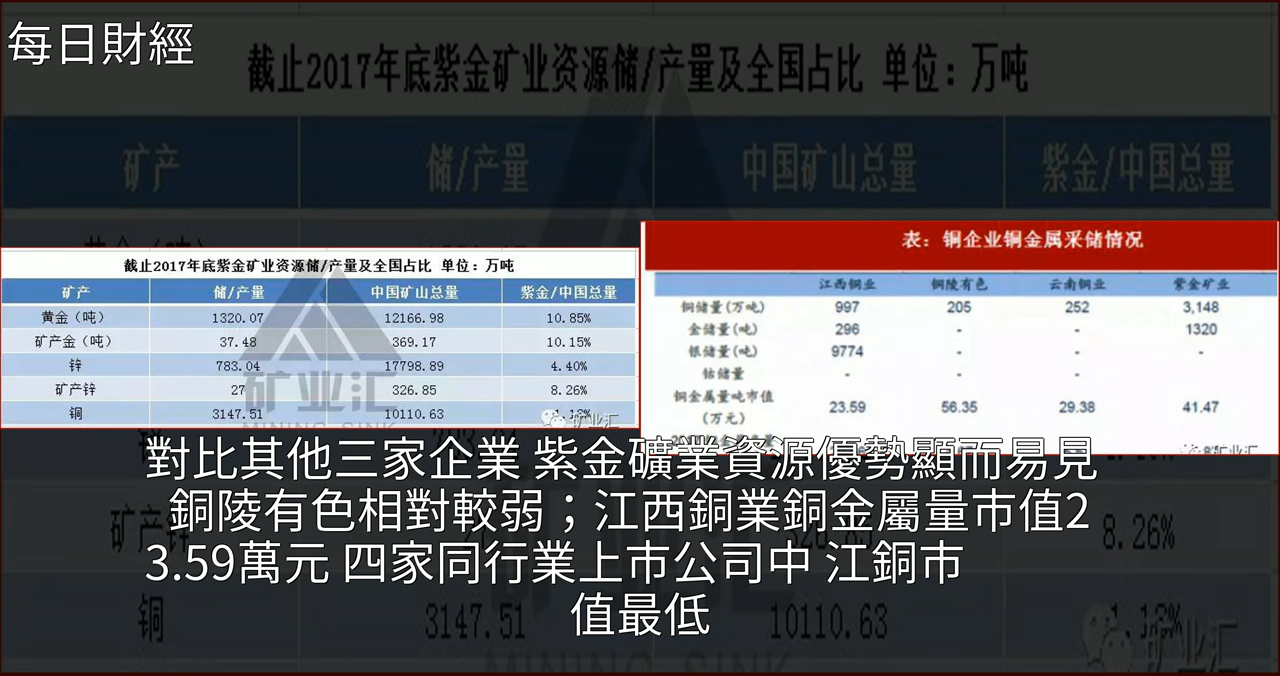 每日財經
截止2017年底紫金矿业资源储/产量及全国占比 单位：万吨
矿产 储/产量 中国矿山总量 紫金/中国总量
截止2017年底紫金矿业资源储/产量及全国占比 单位：万吨
矿产 储/产量 中国矿山总量 紫金/中国总量
黄金（吨） 1320.07 12166.98 10.85%
矿产金（吨） 37.48 369.17 10.15%
锌 783.04 17798.89 4.40%
矿产锌 27 326.85 8.26%
铜 3147.51 10110.63
矿业汇
表：铜企业铜金属采储情况
江西铜业 铜陵有色 云南铜业 紫金矿业
铜储量(万吨) 997 205 252 3,148
金储量(吨) 296 - - 1320
银储量(吨) 9774 - - -
钴储量 - - -
铜金属量吨市值
(万元) 23.59 56.35 29.38 41.47
對比其他三家企業 紫金礦業資源優勢顯而易見
銅陵有色相對較弱；江西銅業銅金屬量市值2
3.59萬元 四家同行業上市公司中 江銅市
值最低
8.26%
铜 3147.51 10110.63
矿业汇
MINING SINK